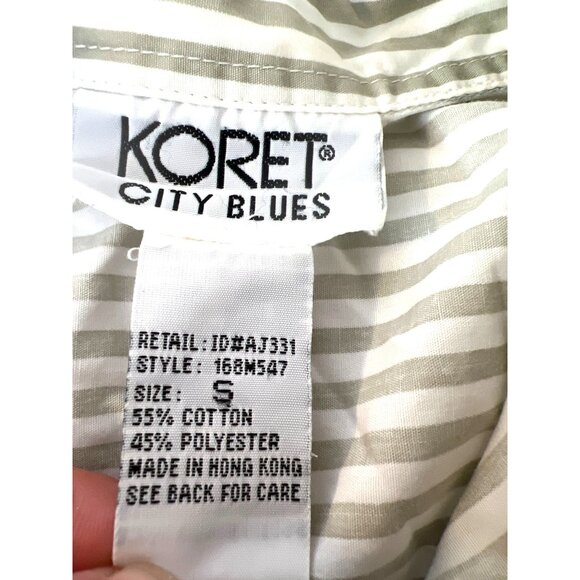 KORET®
CITY BLUES
RETAIL: ID#AJ331
STYLE: 168M547
SIZE: S
55% COTTON
45% POLYESTER
MADE IN HONG KONG
SEE BACK FOR CARE